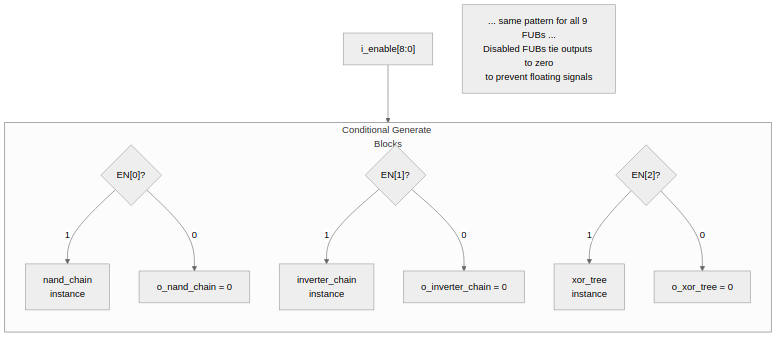 ... same pattern for all 9
FUBs ...
Disabled FUBs tie outputs
to zero
to prevent floating signals
i_enable[8:0]
Conditional Generate
Blocks
EN[0]?
EN[1]?
EN[2]?
1
0
1
0
1
0
nand_chain
instance
o_nand_chain = 0
inverter_chain
instance
o_inverter_chain = 0
xor_tree
instance
o_xor_tree = 0